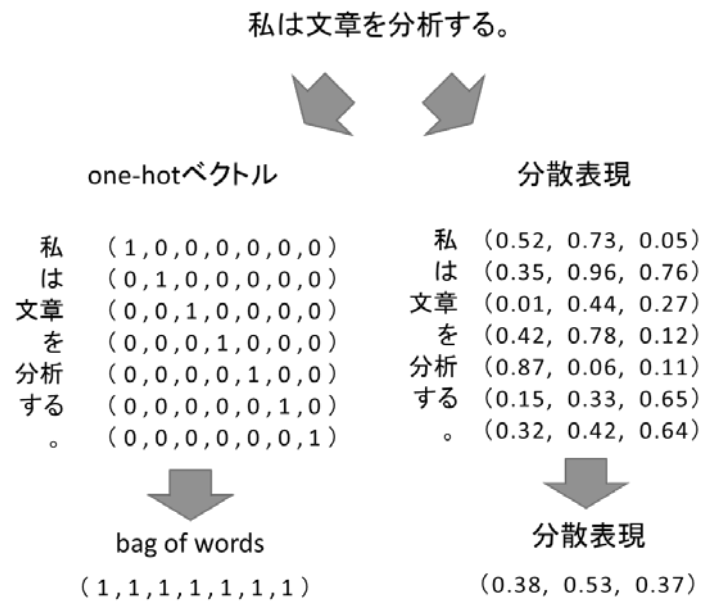 私は文章を分析する。
one-hotベクトル
私 (1,0,0,0,0,0,0)
は (0,1,0,0,0,0,0)
文章 (0,0,1,0,0,0,0)
を (0,0,0,1,0,0,0)
分析 (0,0,0,0,1,0,0)
する (0,0,0,0,0,1,0)
。 (0,0,0,0,0,0,1)
bag of words
(1,1,1,1,1,1,1)
分散表現
私 (0.52, 0.73, 0.05)
は (0.35, 0.96, 0.76)
文章 (0.01, 0.44, 0.27)
を (0.42, 0.78, 0.12)
分析 (0.87, 0.06, 0.11)
する (0.15, 0.33, 0.65)
。 (0.32, 0.42, 0.64)
分散表現
(0.38, 0.53, 0.37)